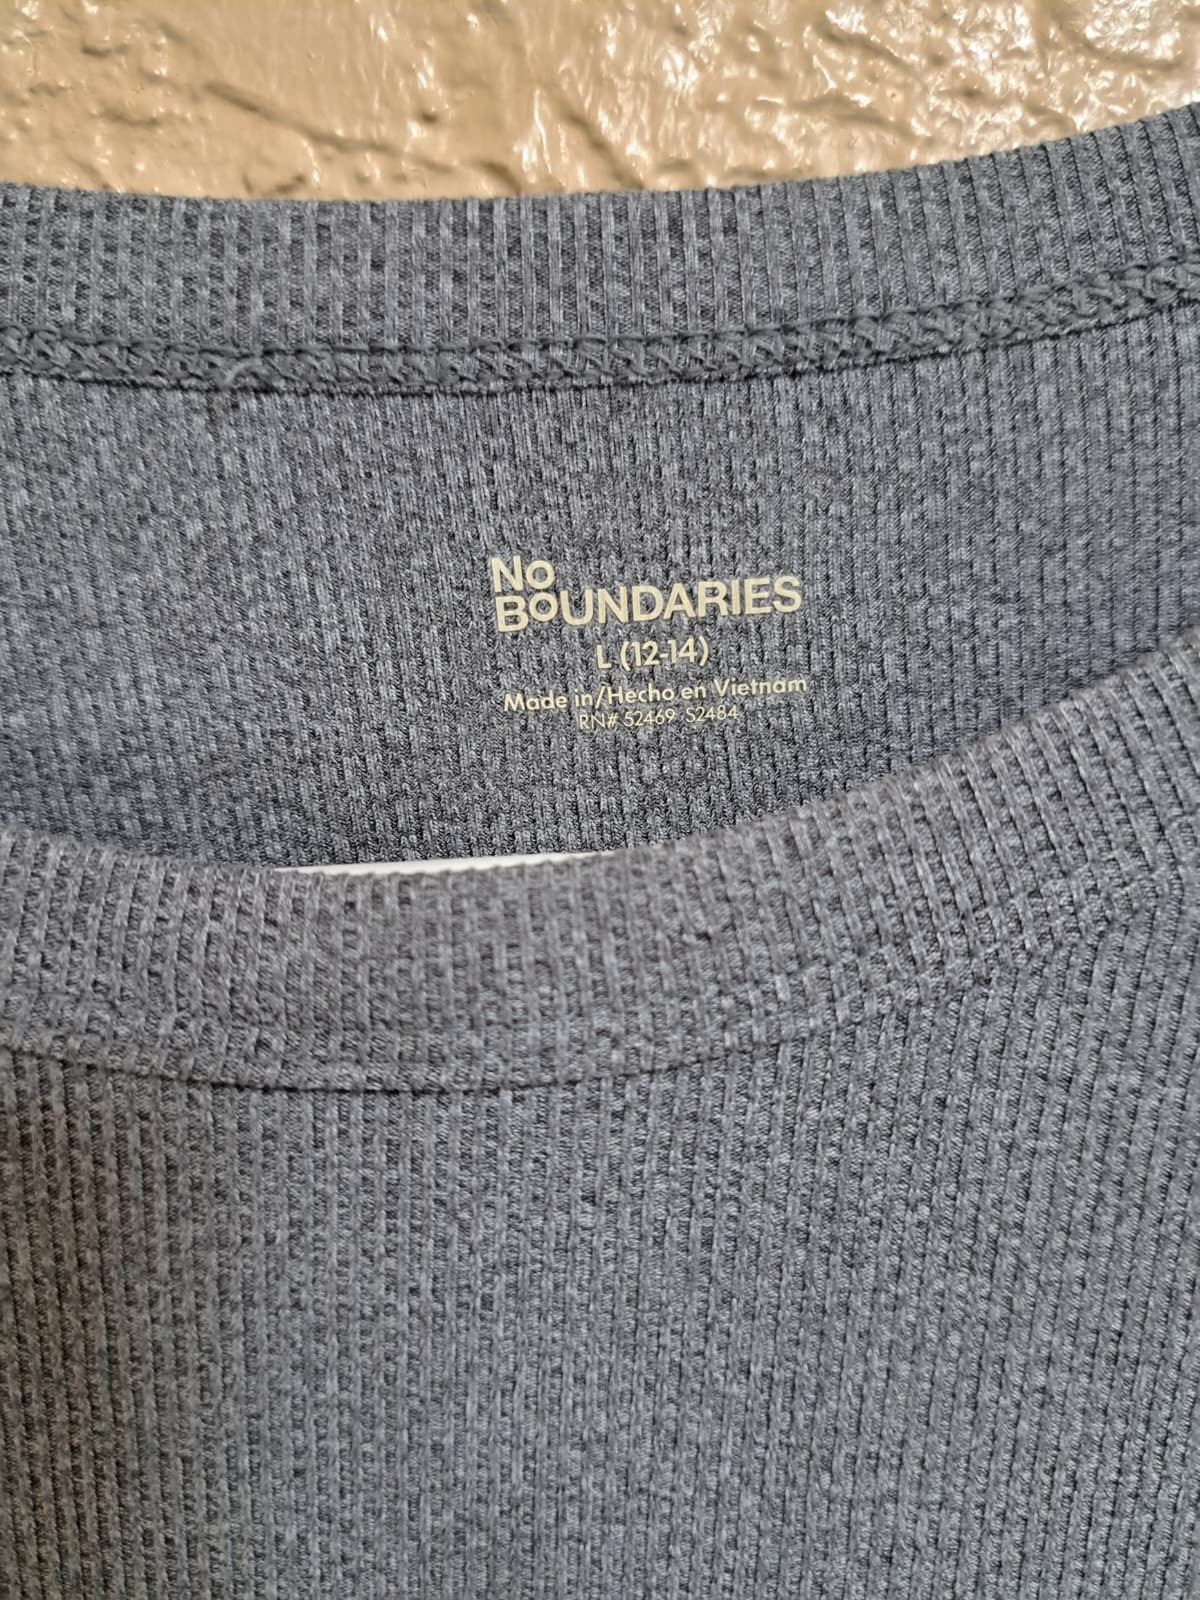 No
BOUNDARIES
L (12-14)
Made in/Hecho en Vietnam
RN# 52469 S2484